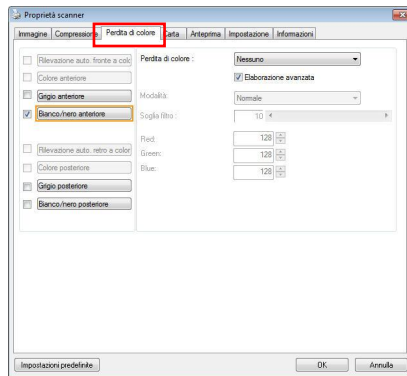 Proprietà scanner
Immagine Compressione Perdita di colore Carta Anteprima Impostazione Informazioni
Rilevazione auto. fronte a colo
Colore anteriore
Grigio anteriore
Bianco/nero anteriore
Rilevazione auto. retro a color
Colore posteriore
Grigio posteriore
Bianco/nero posteriore
Perdita di colore : Nessuno
Elaborazione avanzata
Modalità: Normale
Soglia filtro : 10
Red: 128
Green: 128
Blue: 128
Impostazioni predefinite OK Annulla